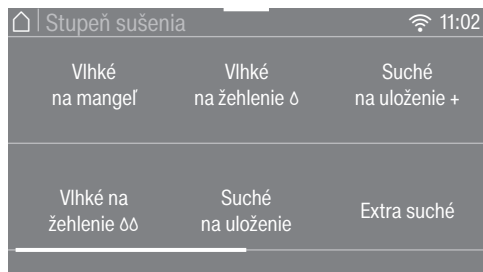 Stupeň sušenia 11:02
Vlhké
na mangeľ
Vlhké
na žehlenie
Suché
na uloženie +
Vlhké na
žehlenie
Suché
na uloženie
Extra suché